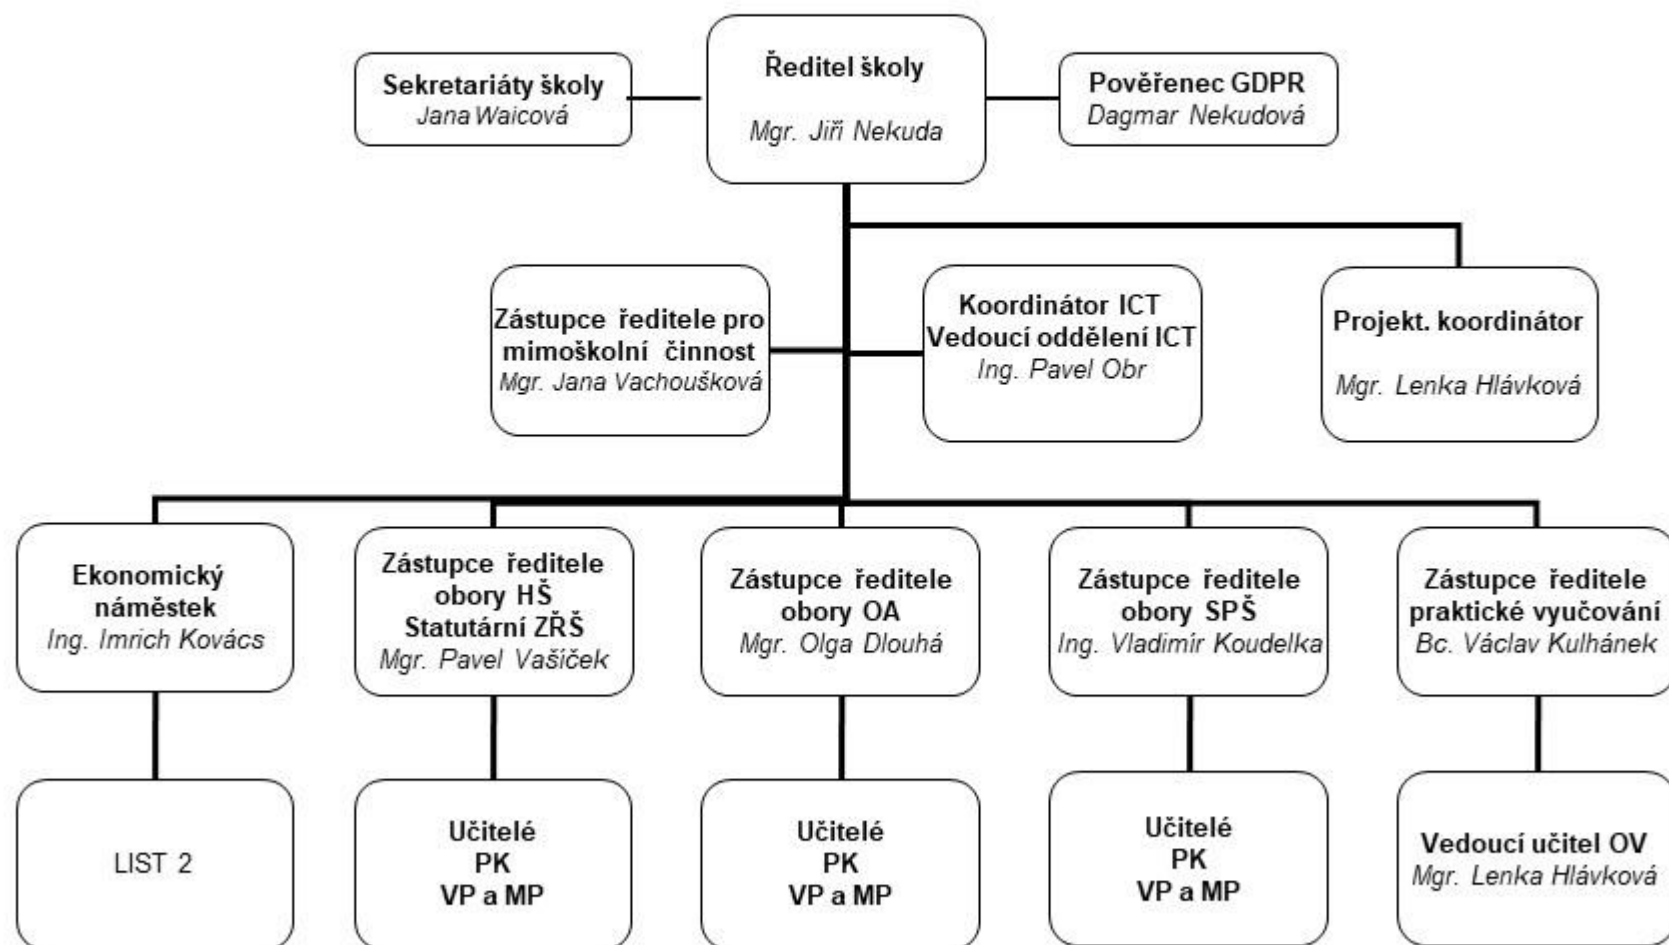 Sekretariáty školy
Jana Waicová
Ředitel školy
Mgr. Jiří Nekuda
Pověřenec GDPR
Dagmar Nekudová
Zástupce ředitele pro
mimoškolní činnost
Mgr. Jana Vachoušková
Koordinátor ICT
Vedoucí oddělení ICT
Ing. Pavel Obr
Projekt. koordinátor
Mgr. Lenka Hlávková
Ekonomický
náměstek
Ing. Imrich Kovács
Zástupce ředitele
obory HŠ
Statutární ZŘŠ
Mgr. Pavel Vašíček
Zástupce ředitele
obory OA
Mgr. Olga Dlouhá
Zástupce ředitele
obory SPŠ
Ing. Vladimír Koudelka
Zástupce ředitele
praktické vyučování
Bc. Václav Kulhánek
LIST 2
Učitelé
PK
VP a MP
Učitelé
PK
VP a MP
Učitelé
PK
VP a MP
Vedoucí učitel OV
Mgr. Lenka Hlávková